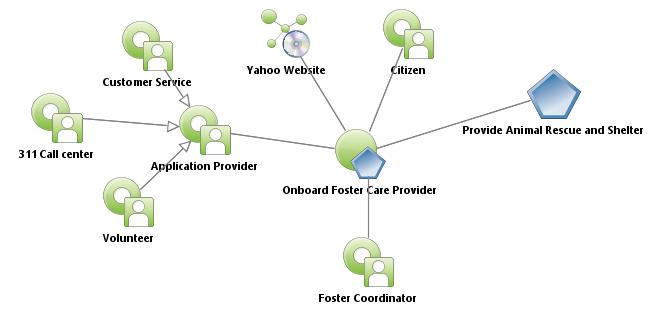 Customer Service
Yahoo Website
Citizen
Provide Animal Rescue and Shelter
311 Call center
Application Provider
Onboard Foster Care Provider
Volunteer
Foster Coordinator